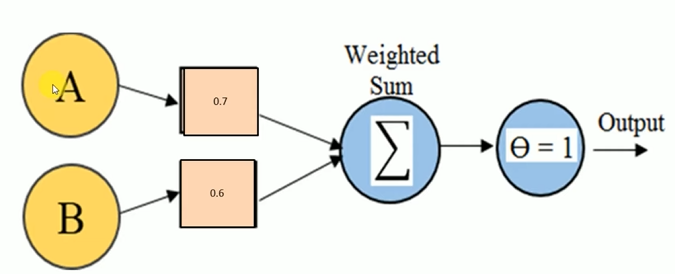 A
0.7
B
0.6
Weighted
Sum
∑
Θ = 1
Output